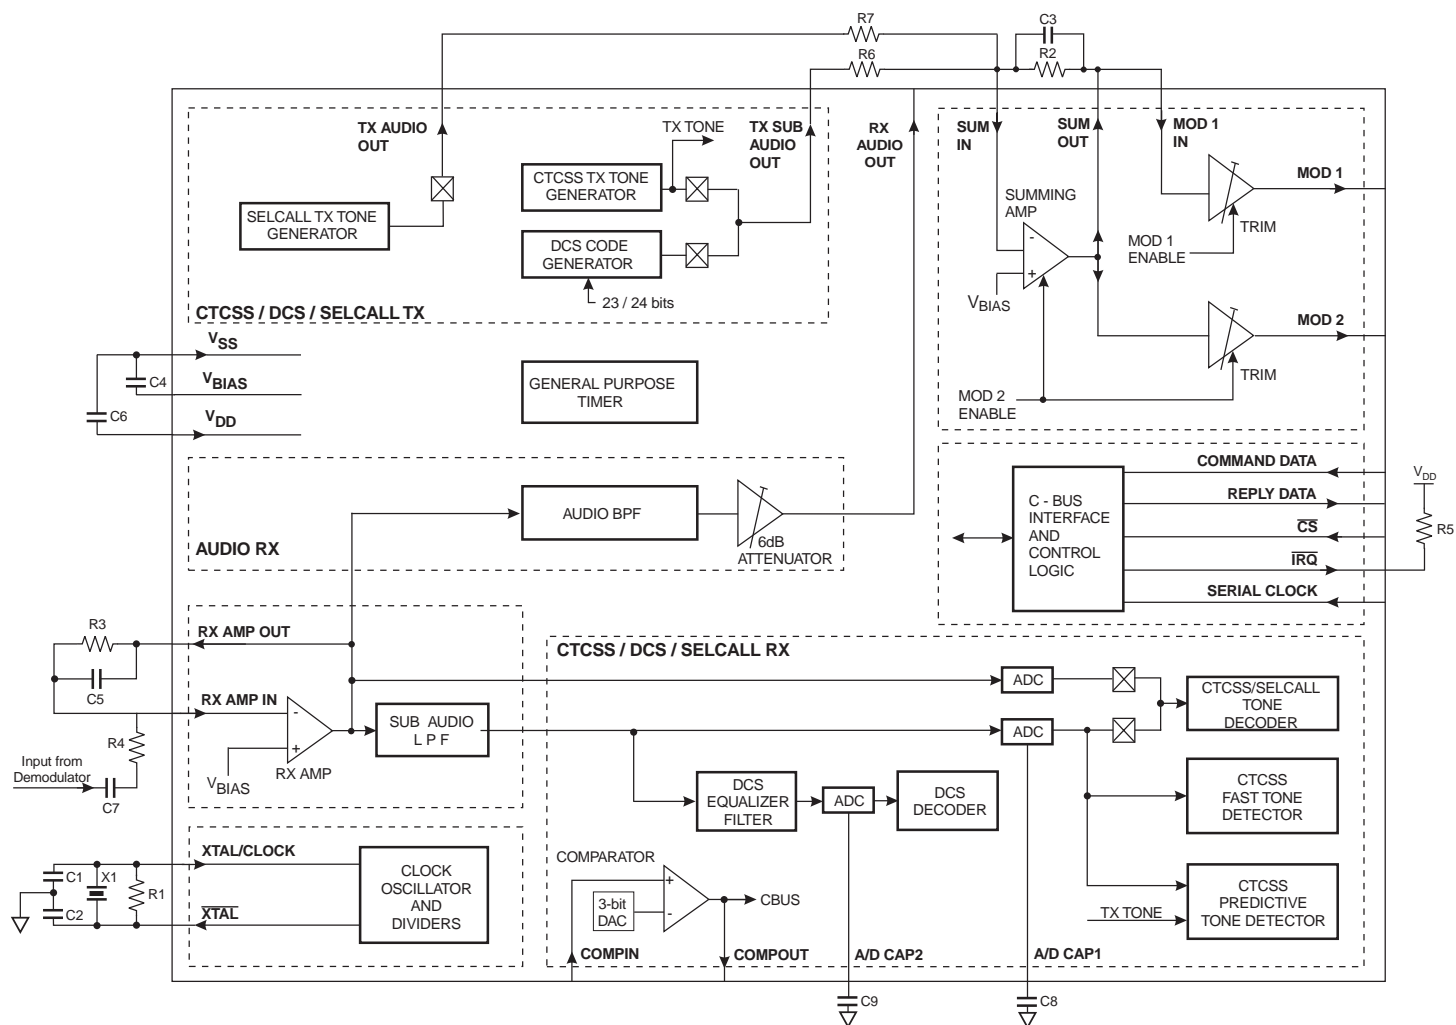 R7
C3
R6
R2
TX AUDIO
OUT
TX TONE
TX SUB
AUDIO
OUT
RX
AUDIO
OUT
SUM
IN
SUM
OUT
MOD 1
IN
CTCSS TX TONE
GENERATOR
SELCALL TX TONE
GENERATOR
DCS CODE
GENERATOR
23 / 24 bits
CTCSS / DCS / SELCALL TX
SUMMING
AMP
-
+
VBIAS
MOD 1
TRIM
MOD 1
ENABLE
MOD 2
TRIM
MOD 2
ENABLE
VSS
C4
VBIAS
C6
VDD
GENERAL PURPOSE
TIMER
AUDIO BPF
6dB
ATTENUATOR
AUDIO RX
C - BUS
INTERFACE
AND
CONTROL
LOGIC
COMMAND DATA
REPLY DATA
CS
IRQ
SERIAL CLOCK
VDD
R5
R3
RX AMP OUT
C5
RX AMP IN
R4
Input from
Demodulator
C7
-
+
VBIAS
RX AMP
SUB AUDIO
L P F
CTCSS / DCS / SELCALL RX
ADC
CTCSS/SELCALL
TONE
DECODER
ADC
DCS
EQUALIZER
FILTER
ADC
DCS
DECODER
CTCSS
FAST TONE
DETECTOR
CTCSS
PREDICTIVE
TONE DETECTOR
TX TONE
XTAL/CLOCK
C1
X1
R1
C2
XTAL
CLOCK
OSCILLATOR
AND
DIVIDERS
COMPARATOR
+
-
3-bit
DAC
CBUS
COMPIN
COMPOUT
A/D CAP2
A/D CAP1
C9
C8